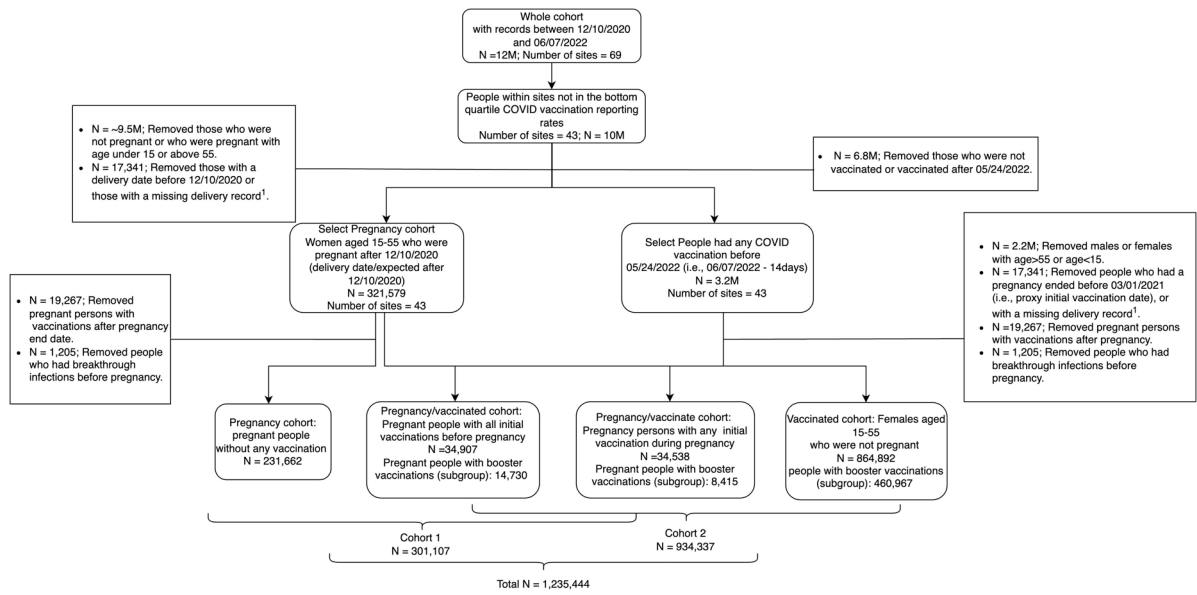 Whole cohort
with records between 12/10/2020
and 06/07/2022
N =12M; Number of sites = 69
People within sites not in the bottom
quartile COVID vaccination reporting
rates
Number of sites = 43; N = 10M
• N = ~9.5M; Removed those who were
not pregnant or who were pregnant with
age under 15 or above 55.
• N = 17,341; Removed those with a
delivery date before 12/10/2020 or
those with a missing delivery record1.
• N = 6.8M; Removed those who were not
vaccinated or vaccinated after 05/24/2022.
Select Pregnancy cohort
Women aged 15-55 who were
pregnant after 12/10/2020
(delivery date/expected after
12/10/2020)
N = 321,579
Number of sites = 43
Select People had any COVID
vaccination before
05/24/2022 (i.e., 06/07/2022 - 14days)
N = 3.2M
Number of sites = 43
• N = 2.2M; Removed males or females
with age>55 or age<15.
• N = 17,341; Removed people who had a
pregnancy ended before 03/01/2021
(i.e., proxy initial vaccination date), or
with a missing delivery record1.
• N =19,267; Removed pregnant persons
with vaccinations after pregnancy.
• N = 1,205; Removed people who had
breakthrough infections before
pregnancy.
• N = 19,267; Removed
pregnant persons with
vaccinations after pregnancy
end date.
• N = 1,205; Removed people
who had breakthrough
infections before pregnancy.
Pregnancy cohort:
pregnant people
without any vaccination
N = 231,662
Pregnancy/vaccinated cohort:
Pregnant people with all initial
vaccinations before pregnancy
N =34,907
Pregnant people with booster
vaccinations (subgroup): 14,730
Pregnancy/vaccinate cohort:
Pregnancy persons with any initial
vaccination during pregnancy
N =34,538
Pregnant people with booster
vaccinations (subgroup): 8,415
Vaccinated cohort: Females aged
15-55
who were not pregnant
N = 864,892
people with booster vaccinations
(subgroup): 460,967
Cohort 1
N = 301,107
Cohort 2
N = 934,337
Total N = 1,235,444